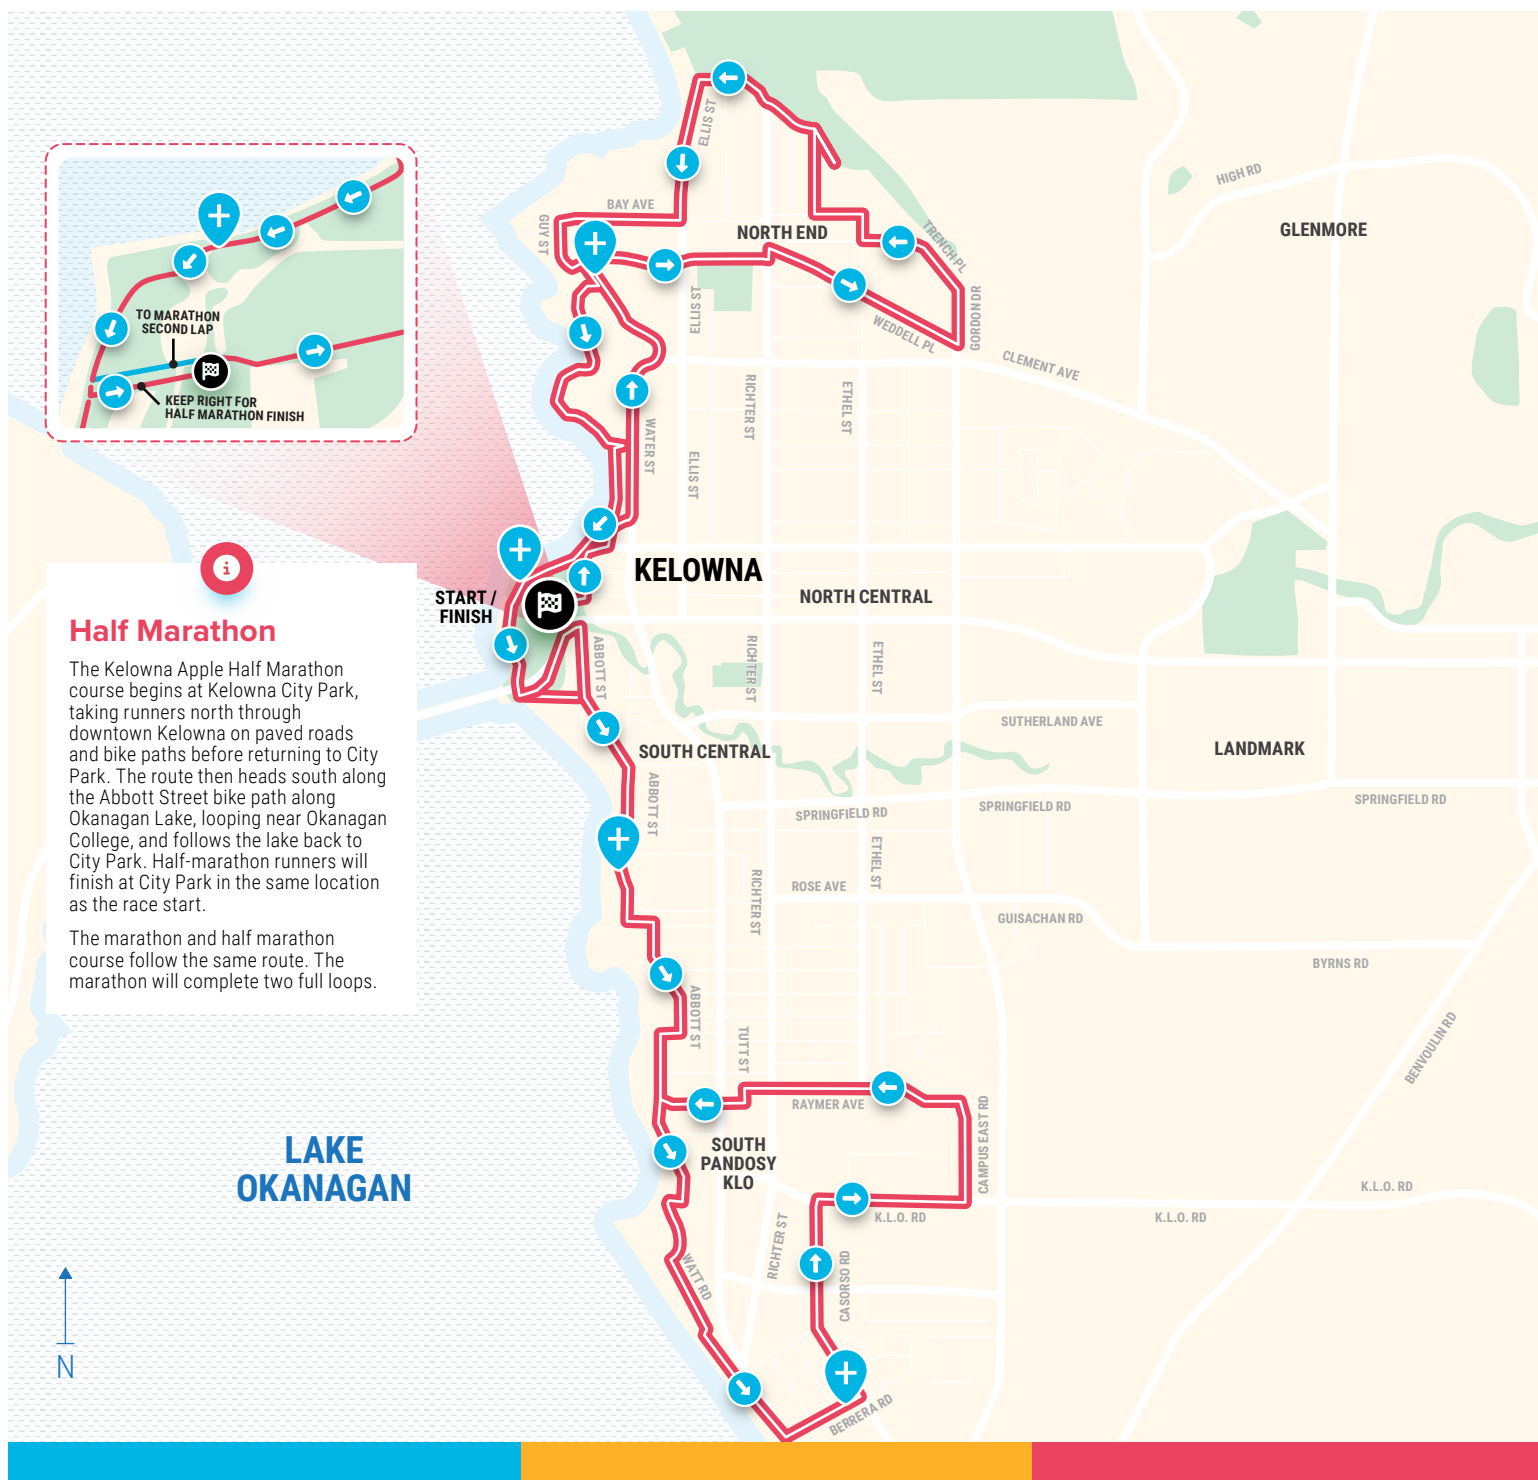 ELLIS ST
BAY AVE
GUY ST
NORTH END
TRENCH PL
HIGH RD
GLENMORE
ELLIS ST
WEDDELL PL
GORDON DR
CLEMENT AVE
TO MARATHON
SECOND LAP
KEEP RIGHT FOR
HALF MARATHON FINISH
RICHTER ST
ETHEL ST
WATER ST
ELLIS ST
KELOWNA
START /
FINISH
NORTH CENTRAL
i
Half Marathon
The Kelowna Apple Half Marathon
course begins at Kelowna City Park,
taking runners north through
downtown Kelowna on paved roads
and bike paths before returning to City
Park. The route then heads south along
the Abbott Street bike path along
Okanagan Lake, looping near Okanagan
College, and follows the lake back to
City Park. Half-marathon runners will
finish at City Park in the same location
as the race start.
The marathon and half marathon
course follow the same route. The
marathon will complete two full loops.
ABBOTT ST
RICHTER ST
ETHEL ST
SUTHERLAND AVE
SOUTH CENTRAL
LANDMARK
ABBOTT ST
SPRINGFIELD RD
SPRINGFIELD RD
SPRINGFIELD RD
ETHEL ST
RICHTER ST
ROSE AVE
GUISACHAN RD
BYRNS RD
ABBOTT ST
TUTT ST
BENVOULIN RD
RAYMER AVE
CAMPUS EAST RD
SOUTH
PANDOSY
KLO
LAKE
OKANAGAN
K.L.O. RD
K.L.O. RD
K.L.O. RD
RICHTER ST
WATT RD
CASORSO RD
BERRERA RD
N